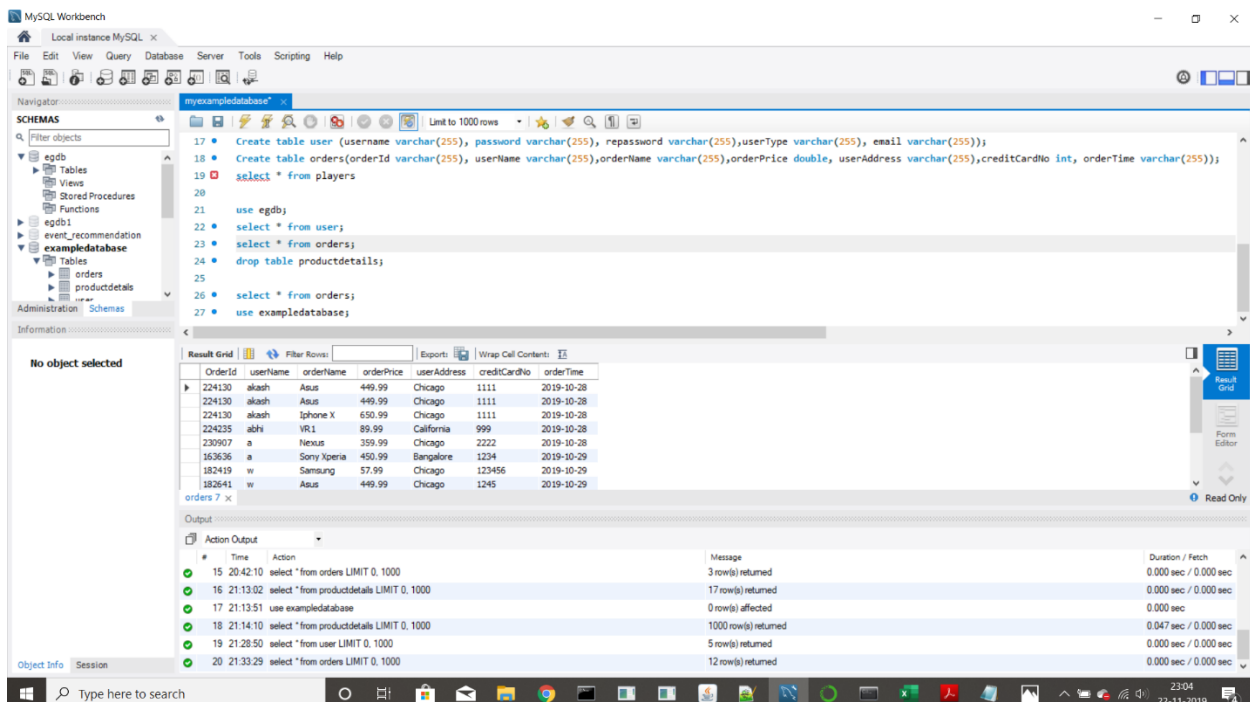 MySQL Workbench
Local instance MySQL ×
File Edit View Query Database Server Tools Scripting Help
Navigator
myexampledatabase* ×
SCHEMAS
Filter objects
egdb
Tables
Views
Stored Procedures
Functions
egdb1
event_recommendation
exampledatabase
Tables
orders
productdetails
user
Administration Schemas
Information
No object selected
Object Info Session
Limit to 1000 rows
17 Create table user (username varchar(255), password varchar(255), repassword varchar(255),userType varchar(255), email varchar(255));
18 Create table orders(orderId varchar(255), userName varchar(255),orderName varchar(255),orderPrice double, userAddress varchar(255),creditCardNo int, orderTime varchar(255));
19 select * from players
20
21 use egdb;
22 select * from user;
23 select * from orders;
24 drop table productdetails;
25
26 select * from orders;
27 use exampledatabase;
Result Grid Filter Rows: Export: Wrap Cell Content:
OrderId userName orderName orderPrice userAddress creditCardNo orderTime
224130 akash Asus 449.99 Chicago 1111 2019-10-28
224130 akash Asus 449.99 Chicago 1111 2019-10-28
224130 akash Iphone X 650.99 Chicago 1111 2019-10-28
224235 abhi VR1 89.99 California 999 2019-10-28
230907 a Nexus 359.99 Chicago 2222 2019-10-28
163636 a Sony Xperia 450.99 Bangalore 1234 2019-10-29
182419 w Samsung 57.99 Chicago 123456 2019-10-29
182641 w Asus 449.99 Chicago 1245 2019-10-29
Result Grid
Form Editor
orders 7 ×
Read Only
Output
Action Output
# Time Action Message Duration / Fetch
15 20:42:10 select * from orders LIMIT 0, 1000 3 row(s) returned 0.000 sec / 0.000 sec
16 21:13:02 select * from productdetails LIMIT 0, 1000 17 row(s) returned 0.000 sec / 0.000 sec
17 21:13:51 use exampledatabase 0 row(s) affected 0.000 sec
18 21:14:10 select * from productdetails LIMIT 0, 1000 1000 row(s) returned 0.047 sec / 0.000 sec
19 21:28:50 select * from user LIMIT 0, 1000 5 row(s) returned 0.000 sec / 0.000 sec
20 21:33:29 select * from orders LIMIT 0, 1000 12 row(s) returned 0.000 sec / 0.000 sec
Type here to search
23:04
22-11-2019